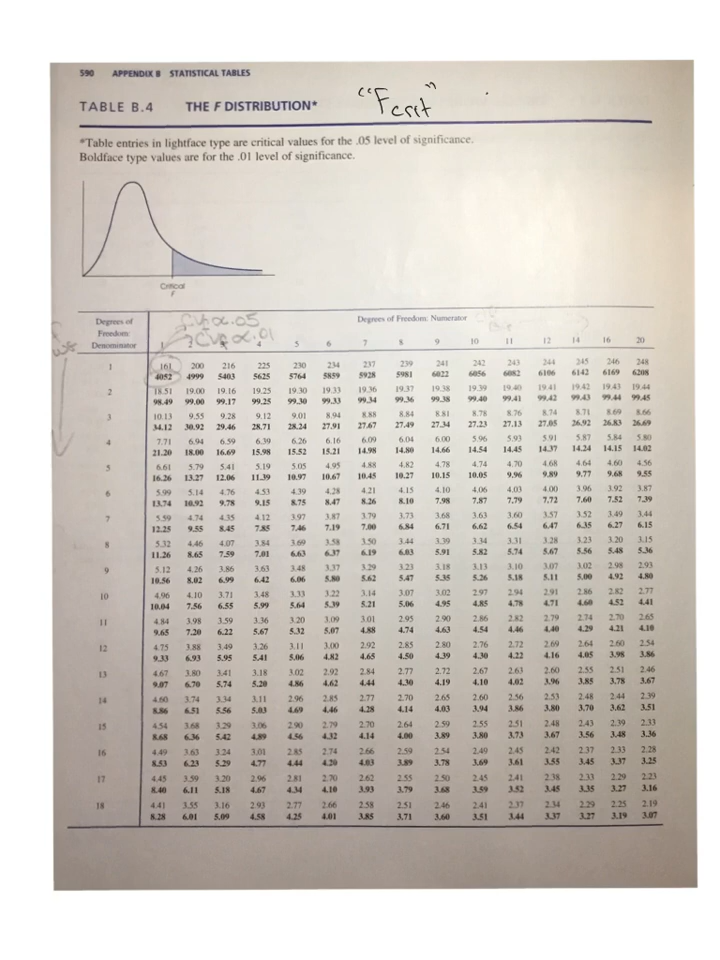 590 APPENDIX B STATISTICAL TABLES
"Fcrit"
TABLE B.4 THE F DISTRIBUTION*
*Table entries in lightface type are critical values for the .05 level of significance.
Boldface type values are for the .01 level of significance.
Critical
F
Degrees of Freedom: Numerator
Degrees of
Freedom:
Denominator
1 4 5 6 7 8 9 10 11 12 14 16 20
1 161 200 216 225 230 234 237 239 241 242 243 244 245 246 248
4052 4999 5403 5625 5764 5859 5928 5981 6022 6056 6082 6106 6142 6169 6208
2 18.51 19.00 19.16 19.25 19.30 19.33 19.36 19.37 19.38 19.39 19.40 19.41 19.42 19.43 19.44
98.49 99.00 99.17 99.25 99.30 99.33 99.34 99.36 99.38 99.40 99.41 99.42 99.43 99.44 99.45
3 10.13 9.55 9.28 9.12 9.01 8.94 8.88 8.84 8.81 8.78 8.76 8.74 8.71 8.69 8.66
34.12 30.92 29.46 28.71 28.24 27.91 27.67 27.49 27.34 27.23 27.13 27.05 26.92 26.83 26.69
4 7.71 6.94 6.59 6.39 6.26 6.16 6.09 6.04 6.00 5.96 5.93 5.91 5.87 5.84 5.80
21.20 18.00 16.69 15.98 15.52 15.21 14.98 14.80 14.66 14.54 14.45 14.37 14.24 14.15 14.02
5 6.61 5.79 5.41 5.19 5.05 4.95 4.88 4.82 4.78 4.74 4.70 4.68 4.64 4.60 4.56
16.26 13.27 12.06 11.39 10.97 10.67 10.45 10.27 10.15 10.05 9.96 9.89 9.77 9.68 9.55
6 5.99 5.14 4.76 4.53 4.39 4.28 4.21 4.15 4.10 4.06 4.03 4.00 3.96 3.92 3.87
13.74 10.92 9.78 9.15 8.75 8.47 8.26 8.10 7.98 7.87 7.79 7.72 7.60 7.52 7.39
7 5.59 4.74 4.35 4.12 3.97 3.87 3.79 3.73 3.68 3.63 3.60 3.57 3.52 3.49 3.44
12.25 9.55 8.45 7.85 7.46 7.19 7.00 6.84 6.71 6.62 6.54 6.47 6.35 6.27 6.15
8 5.32 4.46 4.07 3.84 3.69 3.58 3.50 3.44 3.39 3.34 3.31 3.28 3.23 3.20 3.15
11.26 8.65 7.59 7.01 6.63 6.37 6.19 6.03 5.91 5.82 5.74 5.67 5.56 5.48 5.36
9 5.12 4.26 3.86 3.63 3.48 3.37 3.29 3.23 3.18 3.13 3.10 3.07 3.02 2.98 2.93
10.56 8.02 6.99 6.42 6.06 5.80 5.62 5.47 5.35 5.26 5.18 5.11 5.00 4.92 4.80
10 4.96 4.10 3.71 3.48 3.33 3.22 3.14 3.07 3.02 2.97 2.94 2.91 2.86 2.82 2.77
10.04 7.56 6.55 5.99 5.64 5.39 5.21 5.06 4.95 4.85 4.78 4.71 4.60 4.52 4.41
11 4.84 3.98 3.59 3.36 3.20 3.09 3.01 2.95 2.90 2.86 2.82 2.79 2.74 2.70 2.65
9.65 7.20 6.22 5.67 5.32 5.07 4.88 4.74 4.63 4.54 4.46 4.40 4.29 4.21 4.10
12 4.75 3.88 3.49 3.26 3.11 3.00 2.92 2.85 2.80 2.76 2.72 2.69 2.64 2.60 2.54
9.33 6.93 5.95 5.41 5.06 4.82 4.65 4.50 4.39 4.30 4.22 4.16 4.05 3.98 3.86
13 4.67 3.80 3.41 3.18 3.02 2.92 2.84 2.77 2.72 2.67 2.63 2.60 2.55 2.51 2.46
9.07 6.70 5.74 5.20 4.86 4.62 4.44 4.30 4.19 4.10 4.02 3.96 3.85 3.78 3.67
14 4.60 3.74 3.34 3.11 2.96 2.85 2.77 2.70 2.65 2.60 2.56 2.53 2.48 2.44 2.39
8.86 6.51 5.56 5.03 4.69 4.46 4.28 4.14 4.03 3.94 3.86 3.80 3.70 3.62 3.51
15 4.54 3.68 3.29 3.06 2.90 2.79 2.70 2.64 2.59 2.55 2.51 2.48 2.43 2.39 2.33
8.68 6.36 5.42 4.89 4.56 4.32 4.14 4.00 3.89 3.80 3.73 3.67 3.56 3.48 3.36
16 4.49 3.63 3.24 3.01 2.85 2.74 2.66 2.59 2.54 2.49 2.45 2.42 2.37 2.33 2.28
8.53 6.23 5.29 4.77 4.44 4.20 4.03 3.89 3.78 3.69 3.61 3.55 3.45 3.37 3.25
17 4.45 3.59 3.20 2.96 2.81 2.70 2.62 2.55 2.50 2.45 2.41 2.38 2.33 2.29 2.23
8.40 6.11 5.18 4.67 4.34 4.10 3.93 3.79 3.68 3.59 3.52 3.45 3.35 3.27 3.16
18 4.41 3.55 3.16 2.93 2.77 2.66 2.58 2.51 2.46 2.41 2.37 2.34 2.29 2.25 2.19
8.28 6.01 5.09 4.58 4.25 4.01 3.85 3.71 3.60 3.51 3.44 3.37 3.27 3.19 3.07